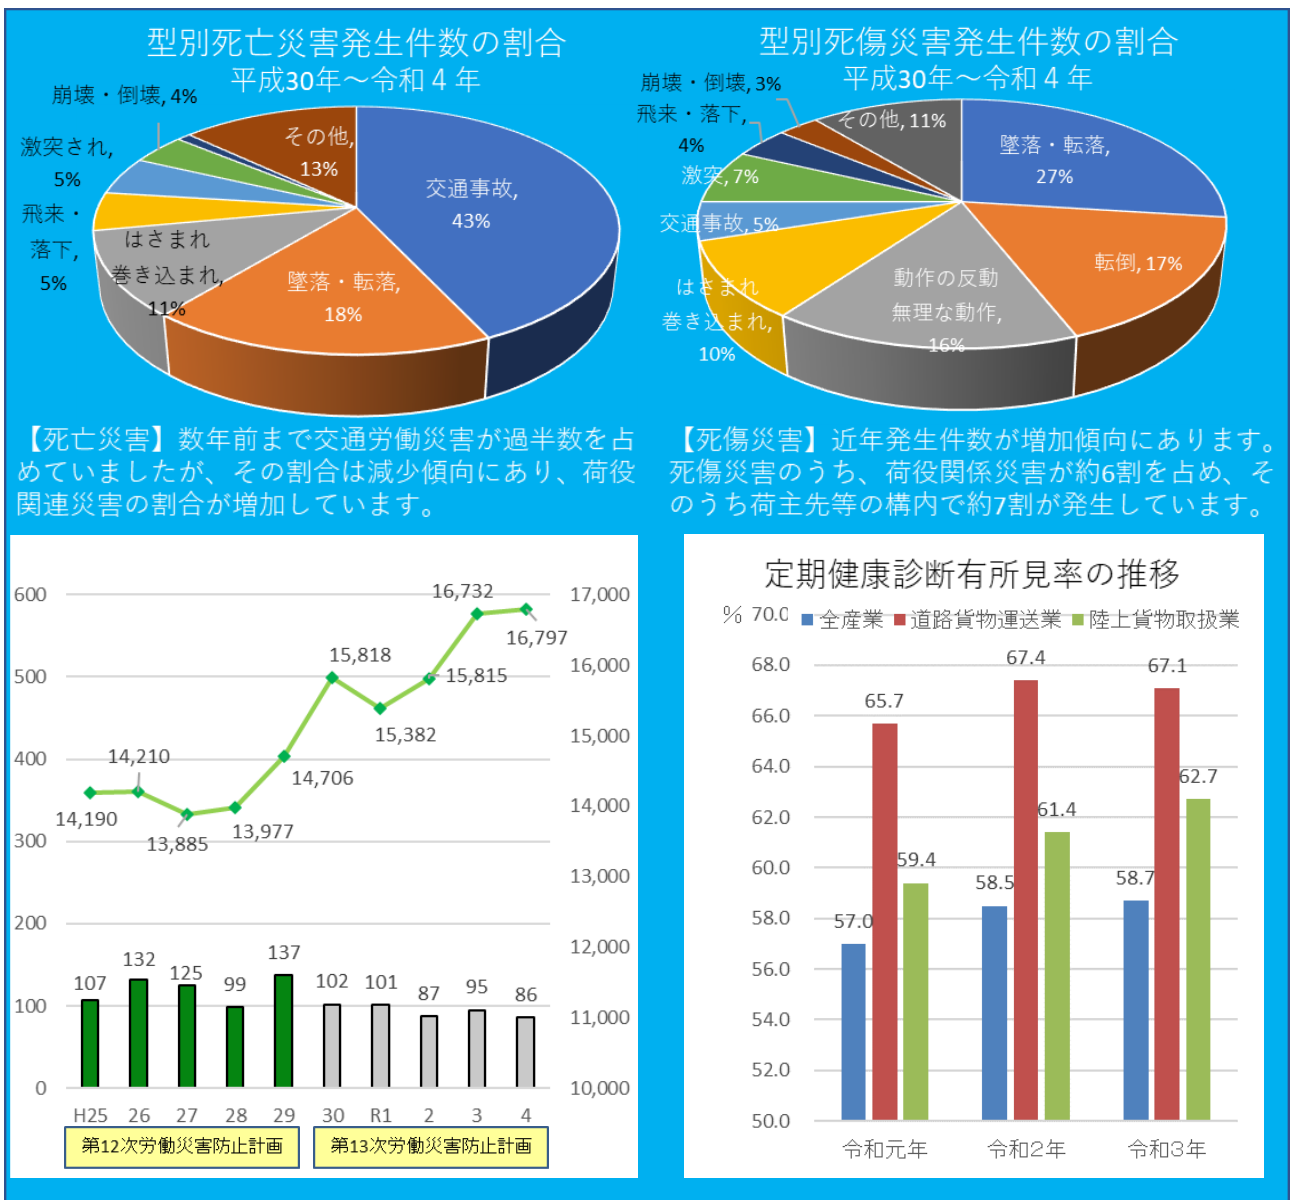 型別死亡災害発生件数の割合
平成30年～令和４年
崩壊・倒壊, 4%
激突され,
5%
飛来・
落下,
5%
はさまれ
巻き込まれ,
11%
その他,
13%
交通事故,
43%
墜落・転落,
18%
型別死傷災害発生件数の割合
平成30年～令和４年
崩壊・倒壊, 3%
飛来・落下,
4%
激突, 7%
交通事故, 5%
はさまれ
巻き込まれ,
10%
その他, 11%
墜落・転落,
27%
転倒, 17%
動作の反動
無理な動作,
16%
【死亡災害】数年前まで交通労働災害が過半数を占
めていましたが、その割合は減少傾向にあり、荷役
関連災害の割合が増加しています。
【死傷災害】近年発生件数が増加傾向にあります。
死傷災害のうち、荷役関係災害が約6割を占め、そ
のうち荷主先等の構内で約7割が発生しています。
600
500
400
300
200
100
0
17,000
16,000
15,000
14,000
13,000
12,000
11,000
10,000
14,190
14,210
13,885
13,977
14,706
15,818
15,382
15,815
16,732
16,797
107
132
125
99
137
102
101
87
95
86
H25 26 27 28 29 30 R1 2 3 4
第12次労働災害防止計画
第13次労働災害防止計画
定期健康診断有所見率の推移
%
全産業 道路貨物運送業 陸上貨物取扱業
70.0
68.0
66.0
64.0
62.0
60.0
58.0
56.0
54.0
52.0
50.0
57.0
65.7
59.4
58.5
67.4
61.4
58.7
67.1
62.7
令和元年 令和2年 令和3年